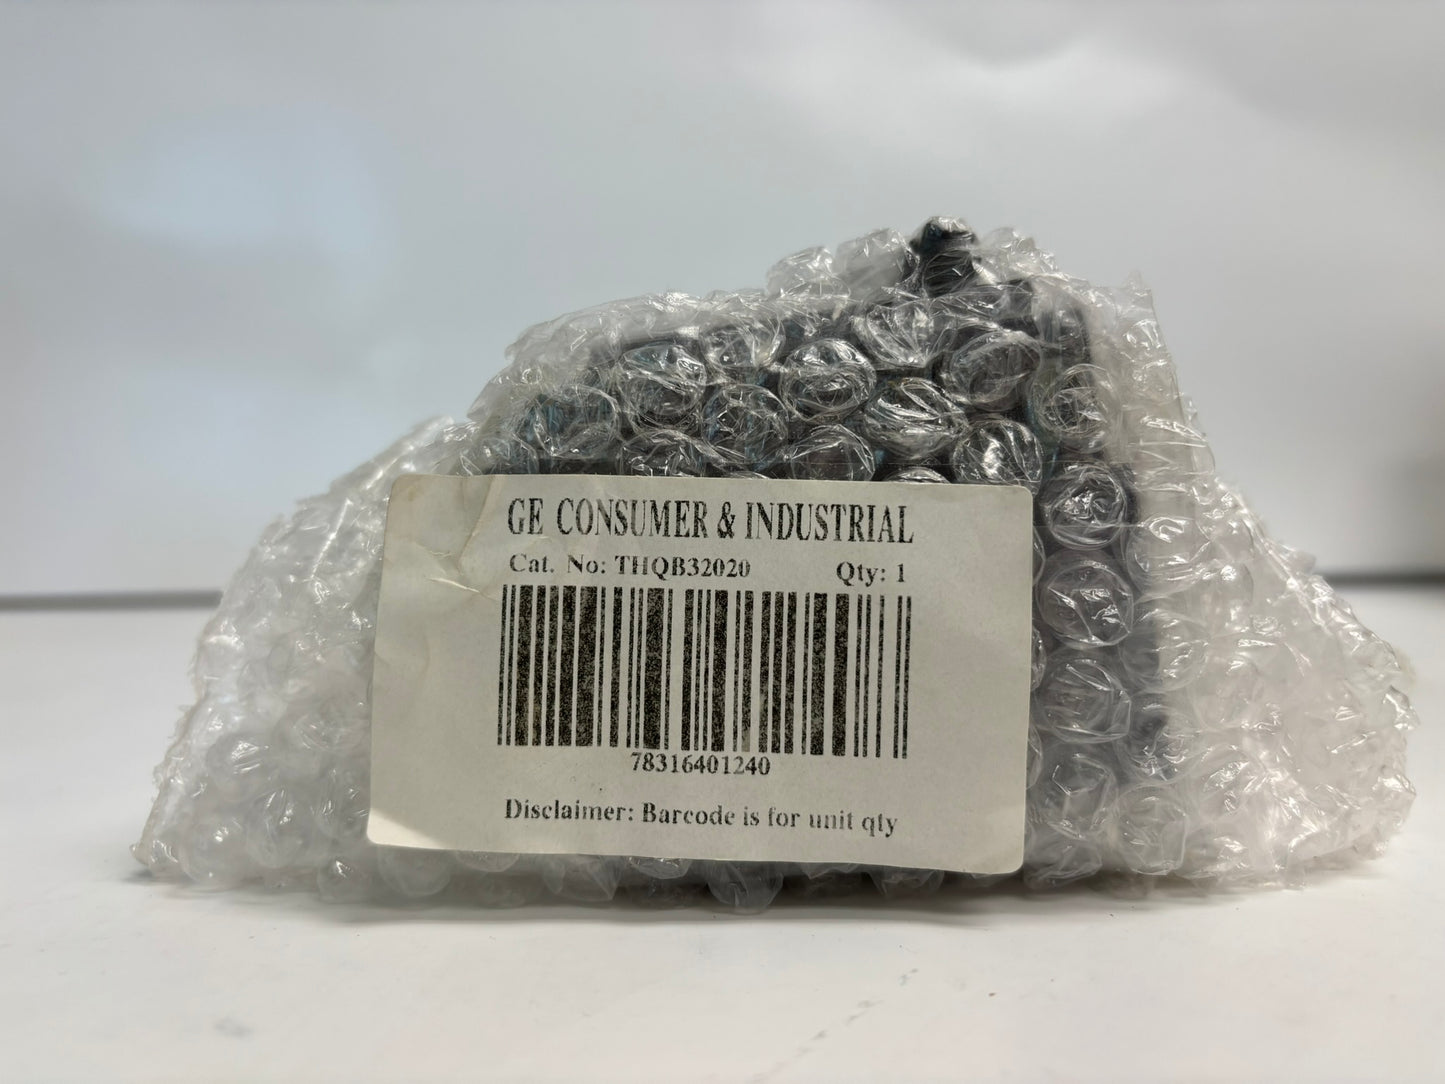 GE CONSUMER & INDUSTRIAL
Cat. No: THQB32020 Qty: 1
78316401240
Disclaimer: Barcode is for unit qty